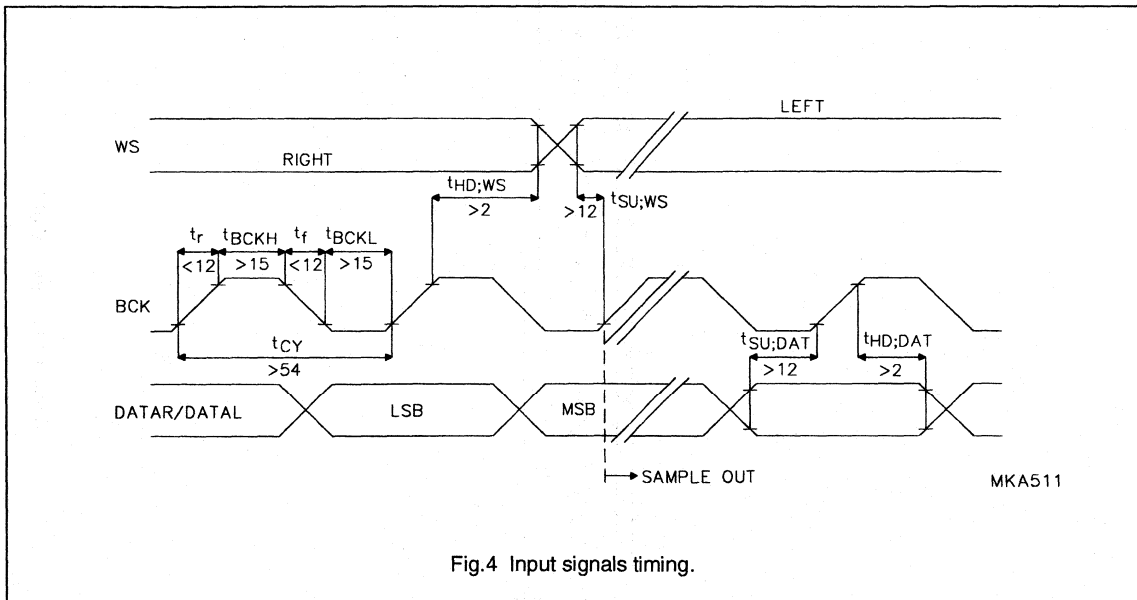 LEFT
WS
RIGHT
tHD;WS
>2
>12
tSU;WS
tr
tBCKH
tf
tBCKL
<12
>15
<12
>15
BCK
tCY
>54
tSU;DAT
>12
tHD;DAT
>2
DATAR/DATAL
LSB
MSB
SAMPLE OUT
MKA511
Fig.4 Input signals timing.